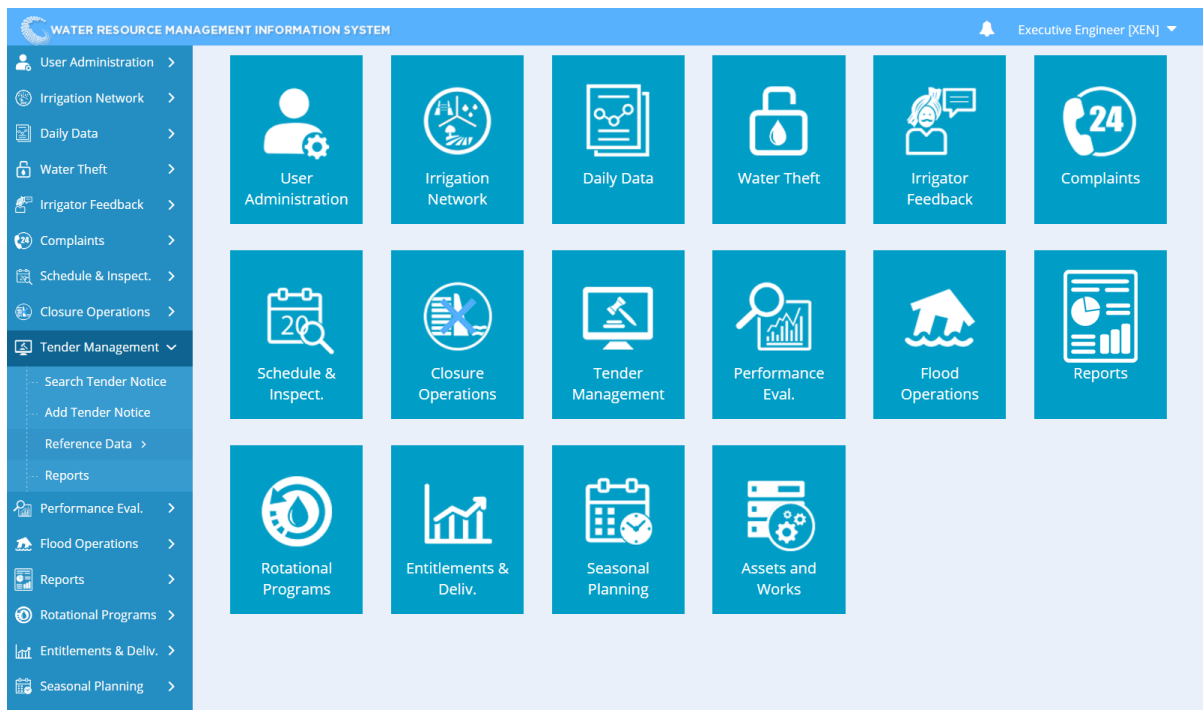 WATER RESOURCE MANAGEMENT INFORMATION SYSTEM
Executive Engineer [XEN]
User Administration
Irrigation Network
Daily Data
Water Theft
Irrigator Feedback
Complaints
Schedule & Inspect.
Closure Operations
Tender Management
Search Tender Notice
Add Tender Notice
Reference Data
Reports
Performance Eval.
Flood Operations
Reports
Rotational Programs
Entitlements & Deliv.
Seasonal Planning
User
Administration
Irrigation
Network
Daily Data
Water Theft
Irrigator
Feedback
24
Complaints
20
Schedule &
Inspect.
Closure
Operations
Tender
Management
Performance
Eval.
Flood
Operations
Reports
Rotational
Programs
Entitlements &
Deliv.
Seasonal
Planning
Assets and
Works